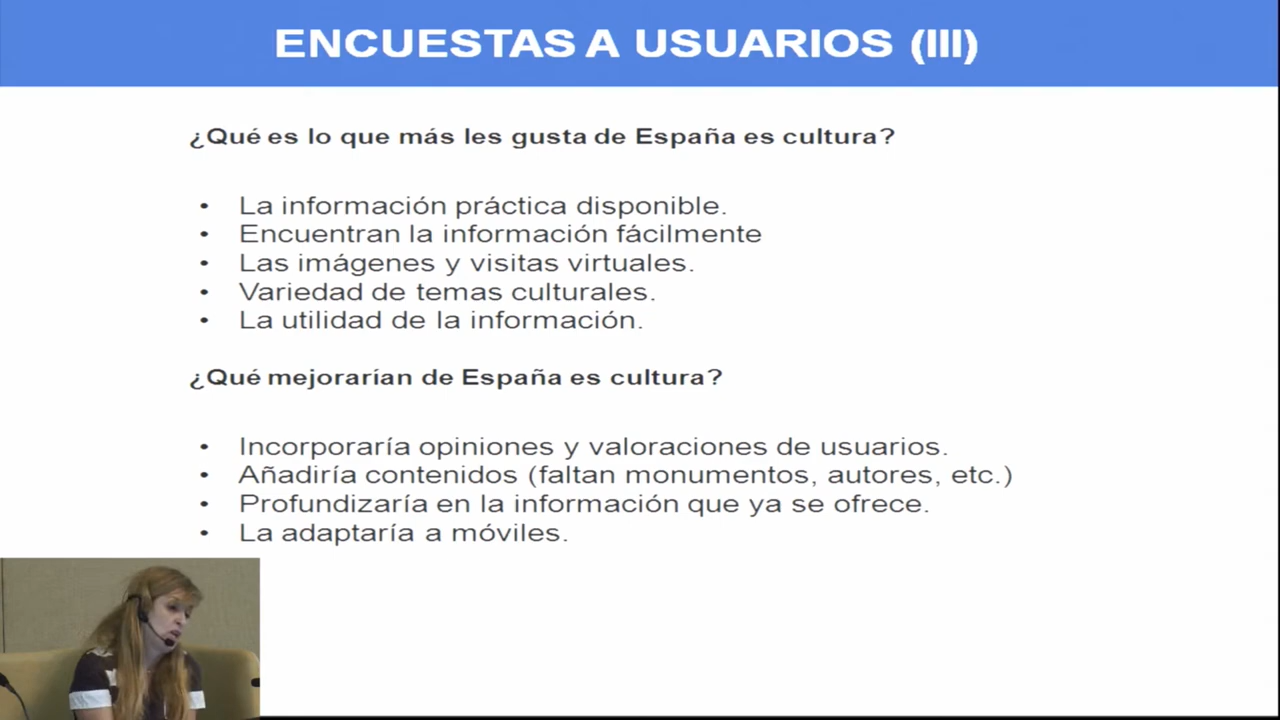 ENCUESTAS A USUARIOS (III)
¿Qué es lo que más les gusta de España es cultura?
• La información práctica disponible.
• Encuentran la información fácilmente
• Las imágenes y visitas virtuales.
• Variedad de temas culturales.
• La utilidad de la información.
¿Qué mejorarían de España es cultura?
• Incorporaría opiniones y valoraciones de usuarios.
• Añadiría contenidos (faltan monumentos, autores, etc.)
• Profundizaría en la información que ya se ofrece.
• La adaptaría a móviles.